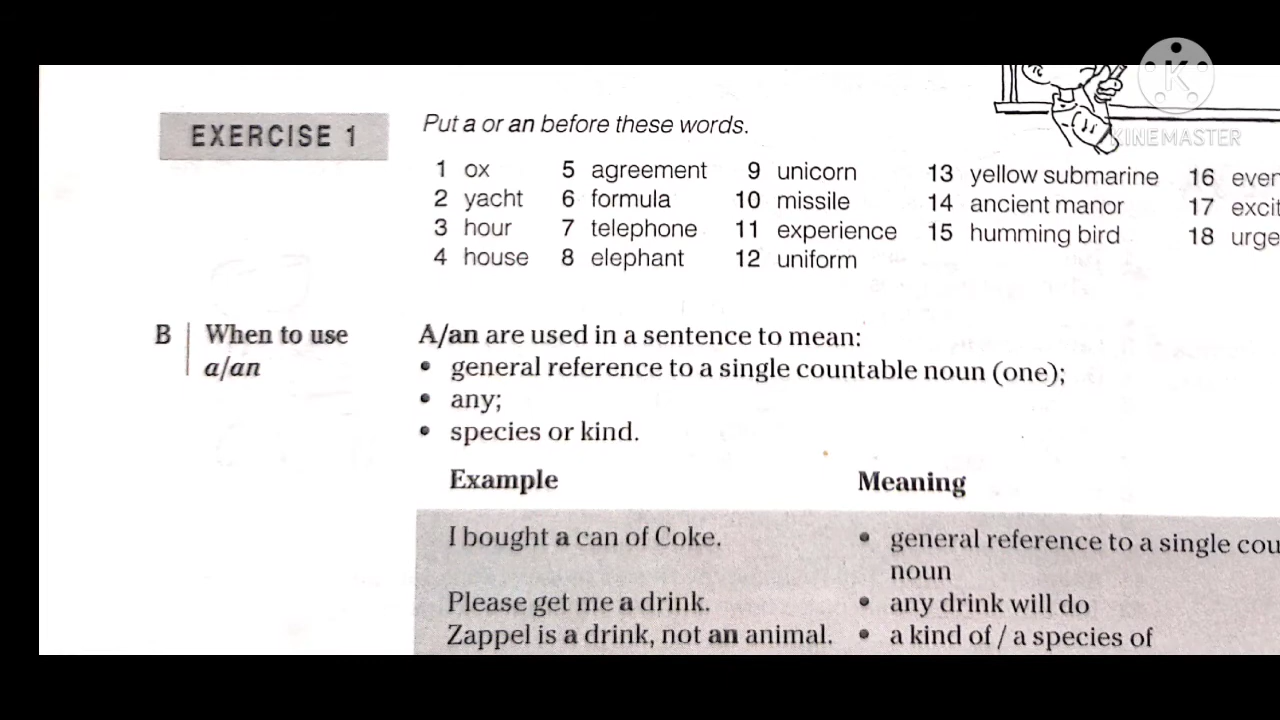 EXERCISE 1
Put a or an before these words.
1 ox
2 yacht
3 hour
4 house
5 agreement
6 formula
7 telephone
8 elephant
9 unicorn
10 missile
11 experience
12 uniform
13 yellow submarine
14 ancient manor
15 humming bird
16
17
18
KINEMASTER
B When to use a/an
A/an are used in a sentence to mean:
• general reference to a single countable noun (one);
• any;
• species or kind.
Example Meaning
I bought a can of Coke. • general reference to a single
noun
Please get me a drink. • any drink will do
Zappel is a drink, not an animal. • a kind of / a species of